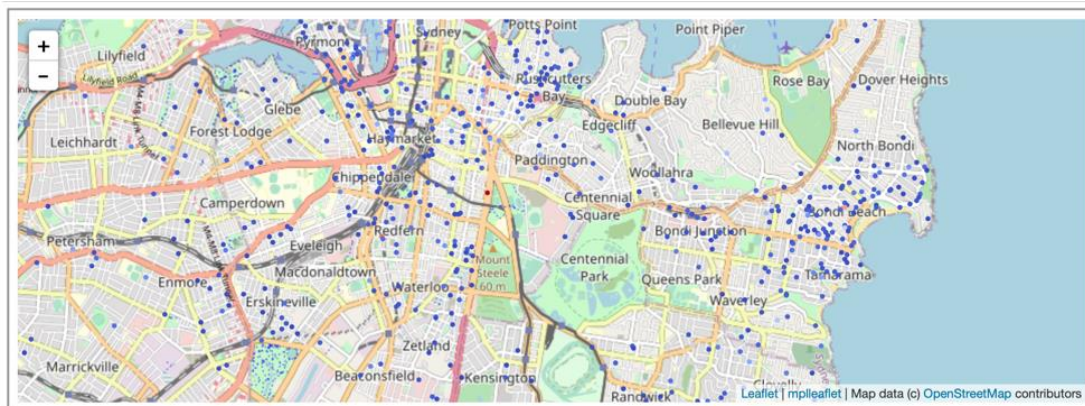 +
−
Lilyfield
Lilyfield Road
Pyrmont
Sydney
Potts Point
Point Piper
Rose Bay
Dover Heights
Glebe
Bay
Double Bay
Leichhardt
Forest Lodge
Haymarket
Edgecliff
Bellevue Hill
North Bondi
Paddington
Woollahra
Chippendale
Centennial
Square
Camperdown
Redfern
Bondi Beach
Bondi Junction
Petersham
Eveleigh
Mount
Steele
60 m
Centennial
Park
Macdonaldtown
Queens Park
Tamarama
Enmore
Waterloo
Waverley
Erskineville
Zetland
Marrickville
Beaconsfield
Kensington
Randwick
Clovelly
Leaflet | mplleaflet | Map data (c) OpenStreetMap contributors